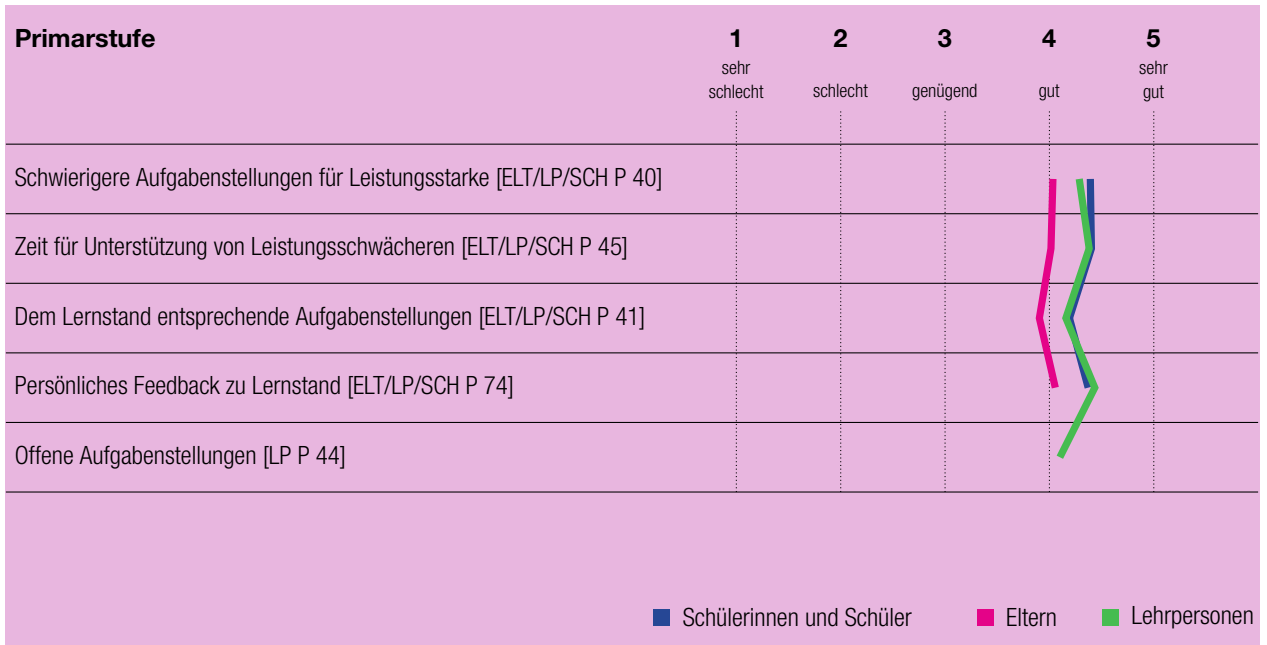 Primarstufe 1 2 3 4 5
sehr sehr
schlecht schlecht genügend gut gut
Schwierigere Aufgabenstellungen für Leistungsstarke [ELT/LP/SCH P 40]
Zeit für Unterstützung von Leistungsschwächeren [ELT/LP/SCH P 45]
Dem Lernstand entsprechende Aufgabenstellungen [ELT/LP/SCH P 41]
Persönliches Feedback zu Lernstand [ELT/LP/SCH P 74]
Offene Aufgabenstellungen [LP P 44]
Schülerinnen und Schüler Eltern Lehrpersonen